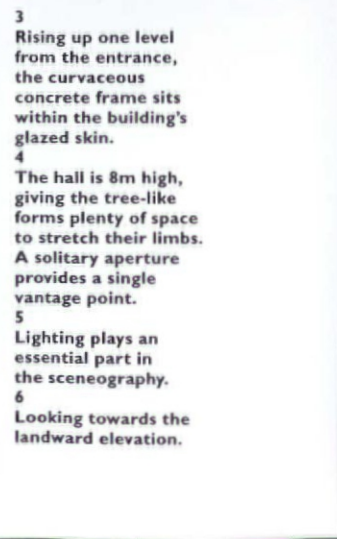 3
Rising up one level
from the entrance,
the curvaceous
concrete frame sits
within the building's
glazed skin.
4
The hall is 8m high,
giving the tree-like
forms plenty of space
to stretch their limbs.
A solitary aperture
provides a single
vantage point.
5
Lighting plays an
essential part in
the sceneography.
6
Looking towards the
landward elevation.